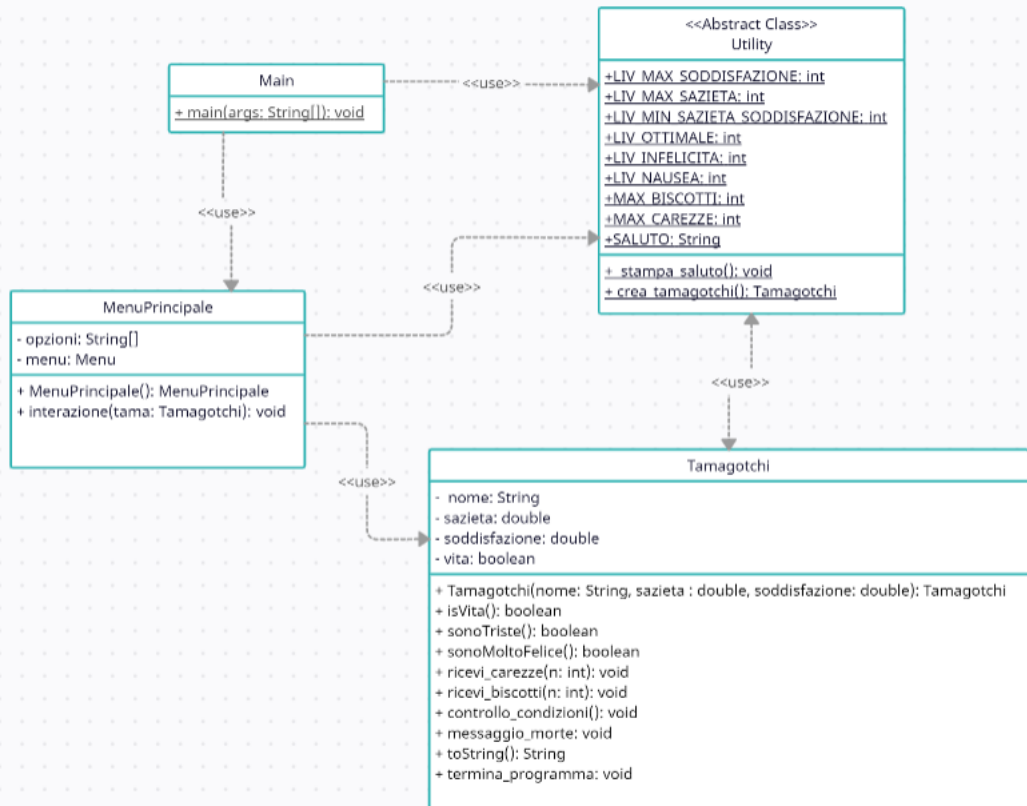 <<Abstract Class>>
Utility
+LIV_MAX_SODDISFAZIONE: int
+LIV_MAX_SAZIETA: int
+LIV_MIN_SAZIETA_SODDISFAZIONE: int
+LIV_OTTIMALE: int
+LIV_INFELICITA: int
+LIV_NAUSEA: int
+MAX_BISCOTTI: int
+MAX_CAREZZE: int
+SALUTO: String
+ stampa_saluto(): void
+ crea_tamagotchi(): Tamagotchi
Main
+ main(args: String[]): void
<<use>>
<<use>>
<<use>>
<<use>>
<<use>>
MenuPrincipale
- opzioni: String[]
- menu: Menu
+ MenuPrincipale(): MenuPrincipale
+ interazione(tama: Tamagotchi): void
Tamagotchi
- nome: String
- sazieta: double
- soddisfazione: double
- vita: boolean
+ Tamagotchi(nome: String, sazieta : double, soddisfazione: double): Tamagotchi
+ isVita(): boolean
+ sonoTriste(): boolean
+ sonoMoltoFelice(): boolean
+ ricevi_carezze(n: int): void
+ ricevi_biscotti(n: int): void
+ controllo_condizioni(): void
+ messaggio_morte: void
+ toString(): String
+ termina_programma: void